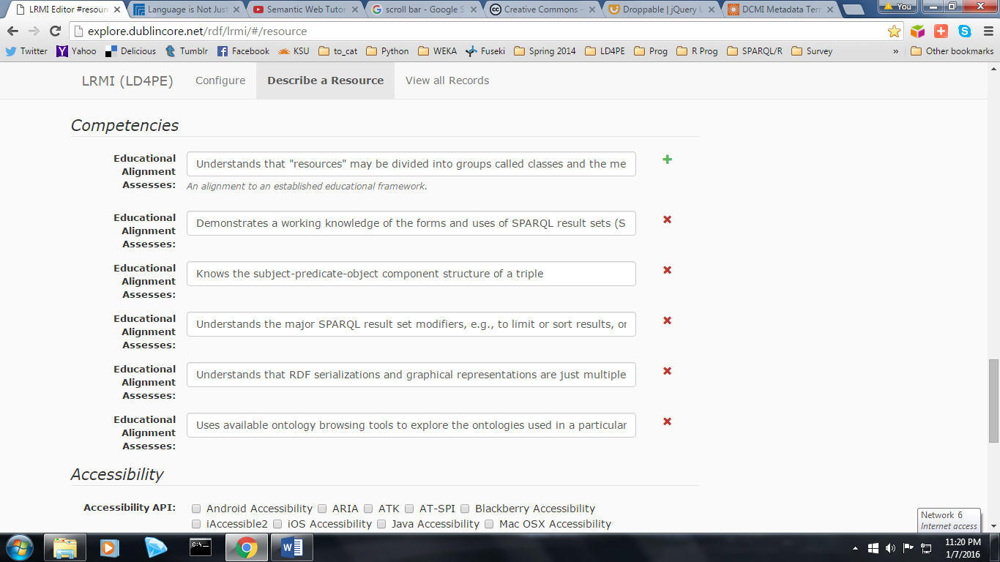 LRMI Editor #resourc
Language is Not Just
Semantic Web Tutor
scroll bar - Google S
Creative Commons -
Droppable | jQuery U
DCMI Metadata Term
You
explore.dublincore.net/rdf/lrmi/#/resource
Twitter Yahoo Delicious Tumblr Facebook KSU to_cat Python WEKA Fuseki Spring 2014 LD4PE Prog R Prog SPARQL/R Survey » Other bookmarks
LRMI (LD4PE) Configure Describe a Resource View all Records
Competencies
Educational
Alignment
Assesses:
Understands that "resources" may be divided into groups called classes and the me
An alignment to an established educational framework.
Educational
Alignment
Assesses:
Demonstrates a working knowledge of the forms and uses of SPARQL result sets (S
Educational
Alignment
Assesses:
Knows the subject-predicate-object component structure of a triple
Educational
Alignment
Assesses:
Understands the major SPARQL result set modifiers, e.g., to limit or sort results, or
Educational
Alignment
Assesses:
Understands that RDF serializations and graphical representations are just multiple
Educational
Alignment
Assesses:
Uses available ontology browsing tools to explore the ontologies used in a particular
Accessibility
Accessibility API: Android Accessibility ARIA ATK AT-SPI Blackberry Accessibility
iAccessible2 iOS Accessibility Java Accessibility Mac OSX Accessibility
Network 6
Internet access
11:20 PM
1/7/2016